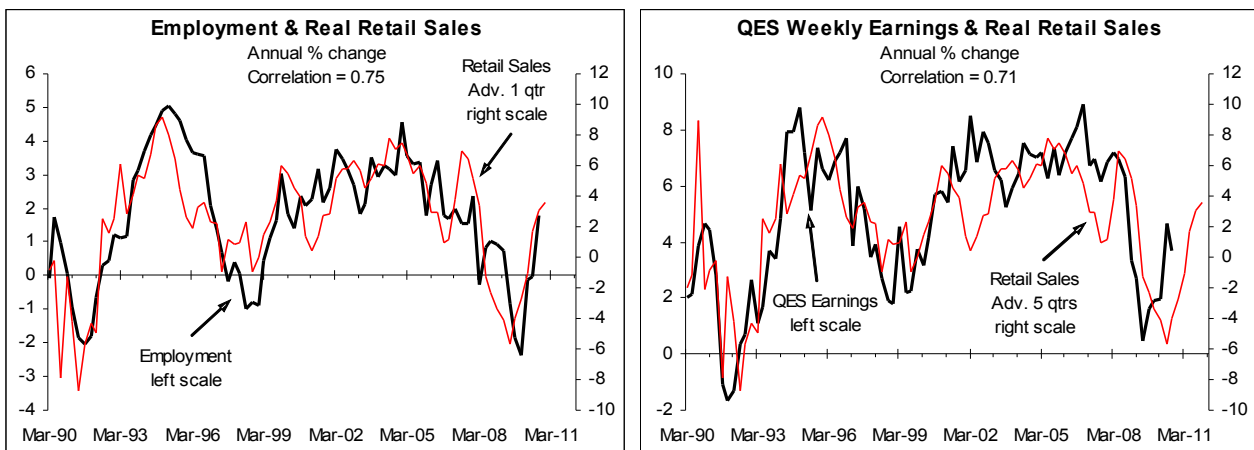 Employment & Real Retail Sales
Annual % change
Correlation = 0.75
Retail Sales
Adv. 1 qtr
right scale
Employment
left scale
6
5
4
3
2
1
0
-1
-2
-3
-4
12
10
8
6
4
2
0
-2
-4
-6
-8
-10
Mar-90 Mar-93 Mar-96 Mar-99 Mar-02 Mar-05 Mar-08 Mar-11
QES Weekly Earnings & Real Retail Sales
Annual % change
Correlation = 0.71
QES Earnings
left scale
Retail Sales
Adv. 5 qtrs
right scale
10
8
6
4
2
0
-2
12
10
8
6
4
2
0
-2
-4
-6
-8
-10
Mar-90 Mar-93 Mar-96 Mar-99 Mar-02 Mar-05 Mar-08 Mar-11